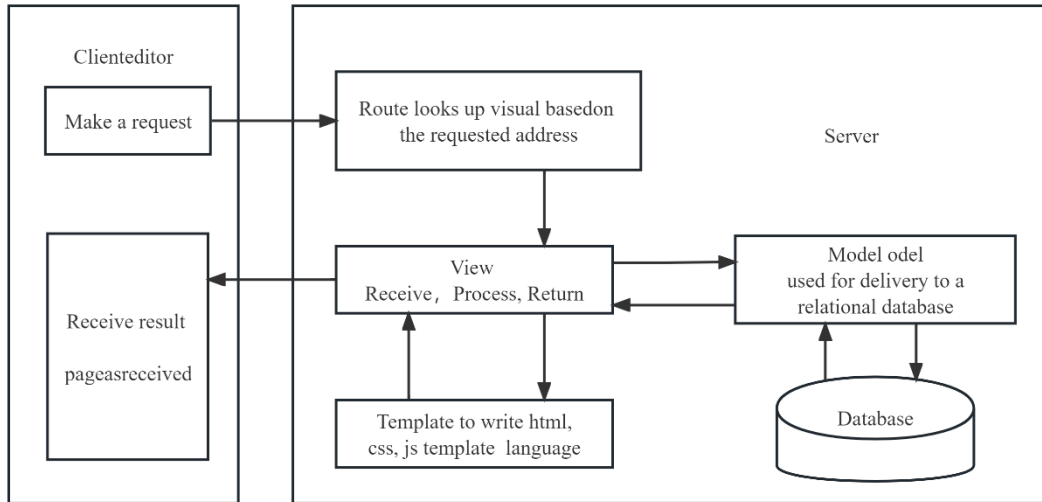 Clienteditor
Make a request
Receive result
pageasreceived
Route looks up visual basedon
the requested address
Server
View
Receive，Process, Return
Model odel
used for delivery to a
relational database
Template to write html,
css, js template language
Database